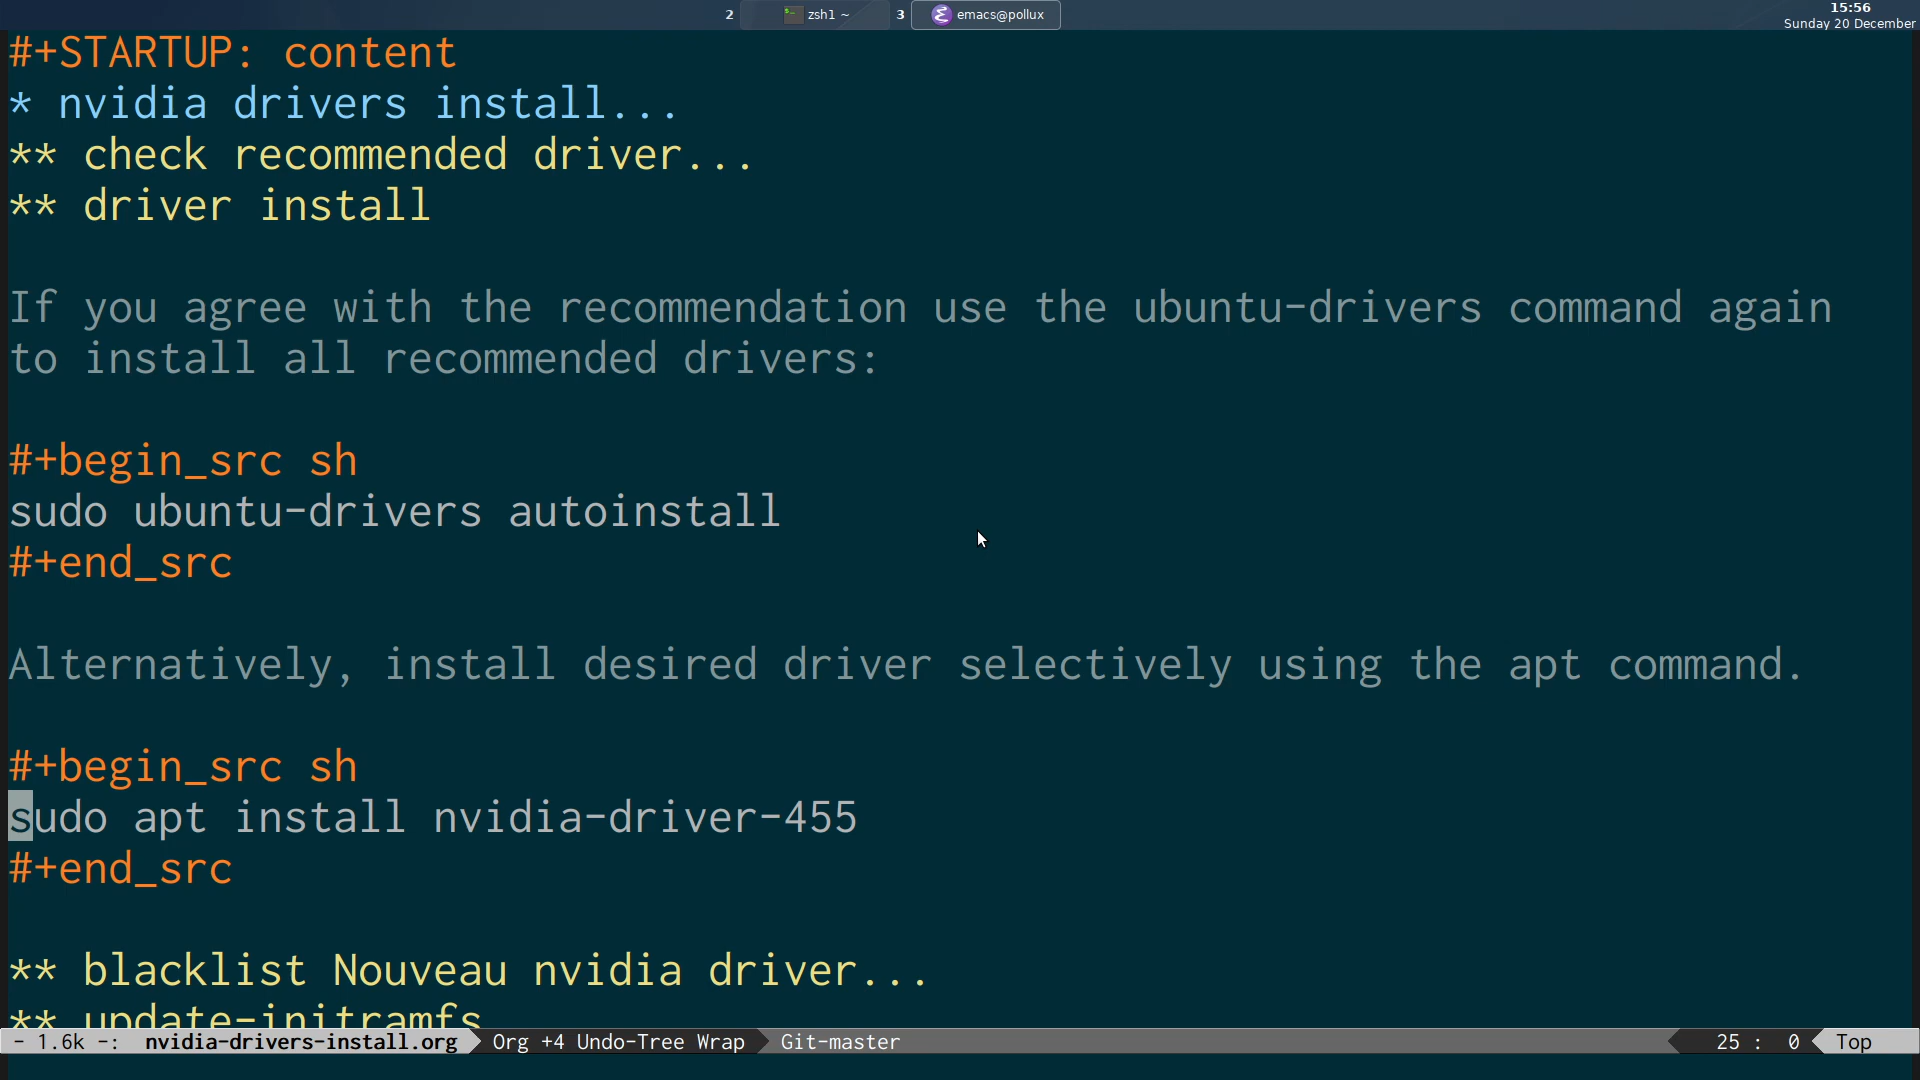 2 zsh1 ~ 3 emacs@pollux 15:56
Sunday 20 December
#+STARTUP: content
* nvidia drivers install...
** check recommended driver...
** driver install
If you agree with the recommendation use the ubuntu-drivers command again
to install all recommended drivers:
#+begin_src sh
sudo ubuntu-drivers autoinstall
#+end_src
Alternatively, install desired driver selectively using the apt command.
#+begin_src sh
sudo apt install nvidia-driver-455
#+end_src
** blacklist Nouveau nvidia driver...
** update-initramfs
- 1.6k -: nvidia-drivers-install.org Org +4 Undo-Tree Wrap Git-master 25 : 0 Top